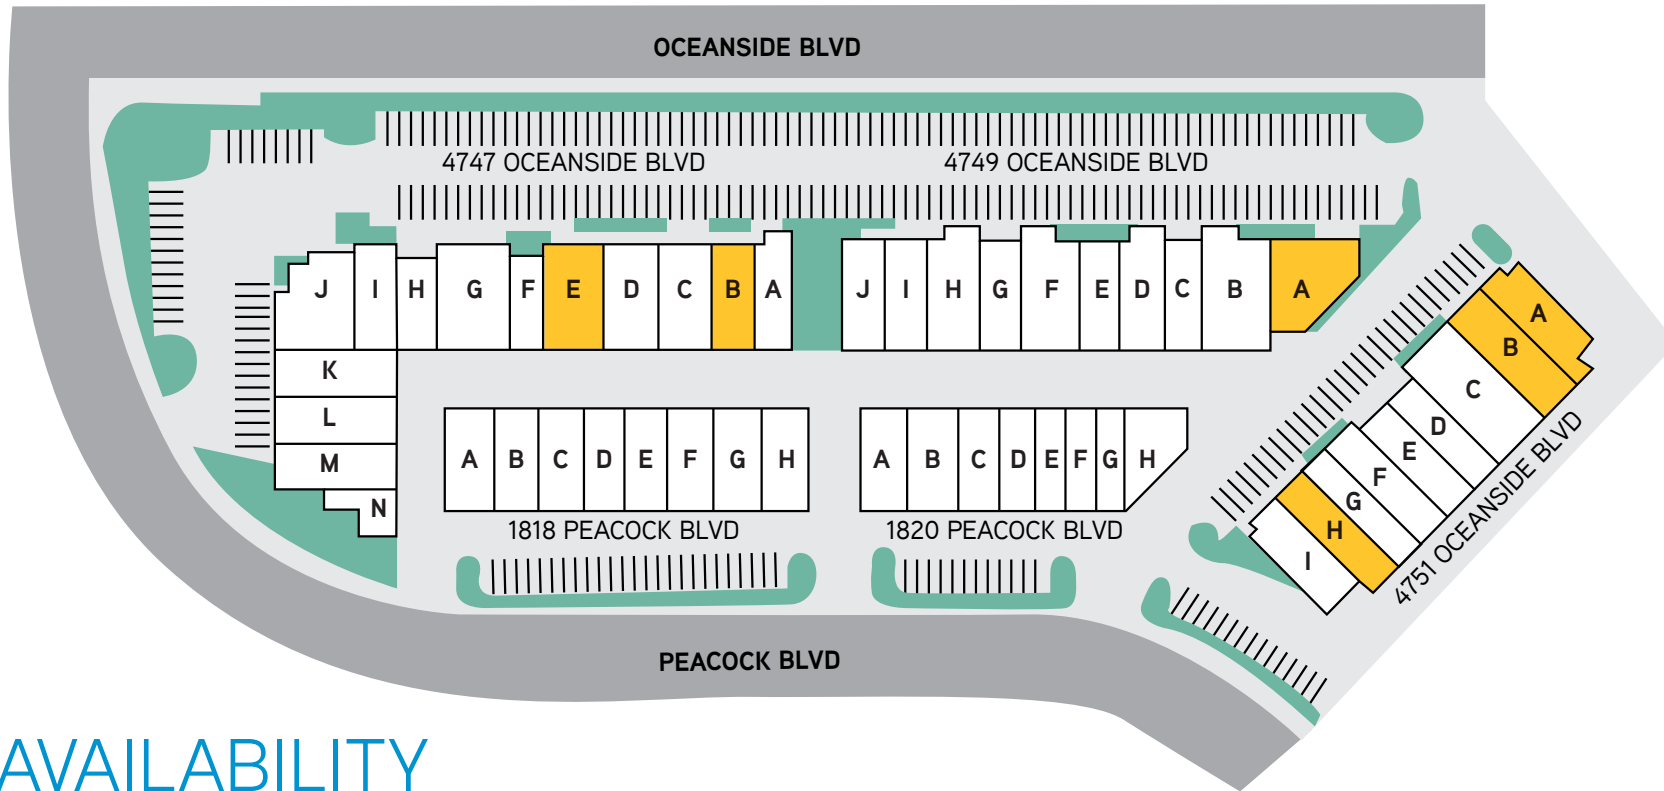 OCEANSIDE BLVD
4747 OCEANSIDE BLVD
4749 OCEANSIDE BLVD
J I H G F E D C B A
J I H G F E D C B A
K
L
M
N
A B C D E F G H
1818 PEACOCK BLVD
A B C D E F G H
1820 PEACOCK BLVD
A
B
C
D
E
F
G
H
I
4751 OCEANSIDE BLVD
PEACOCK BLVD
AVAILABILITY